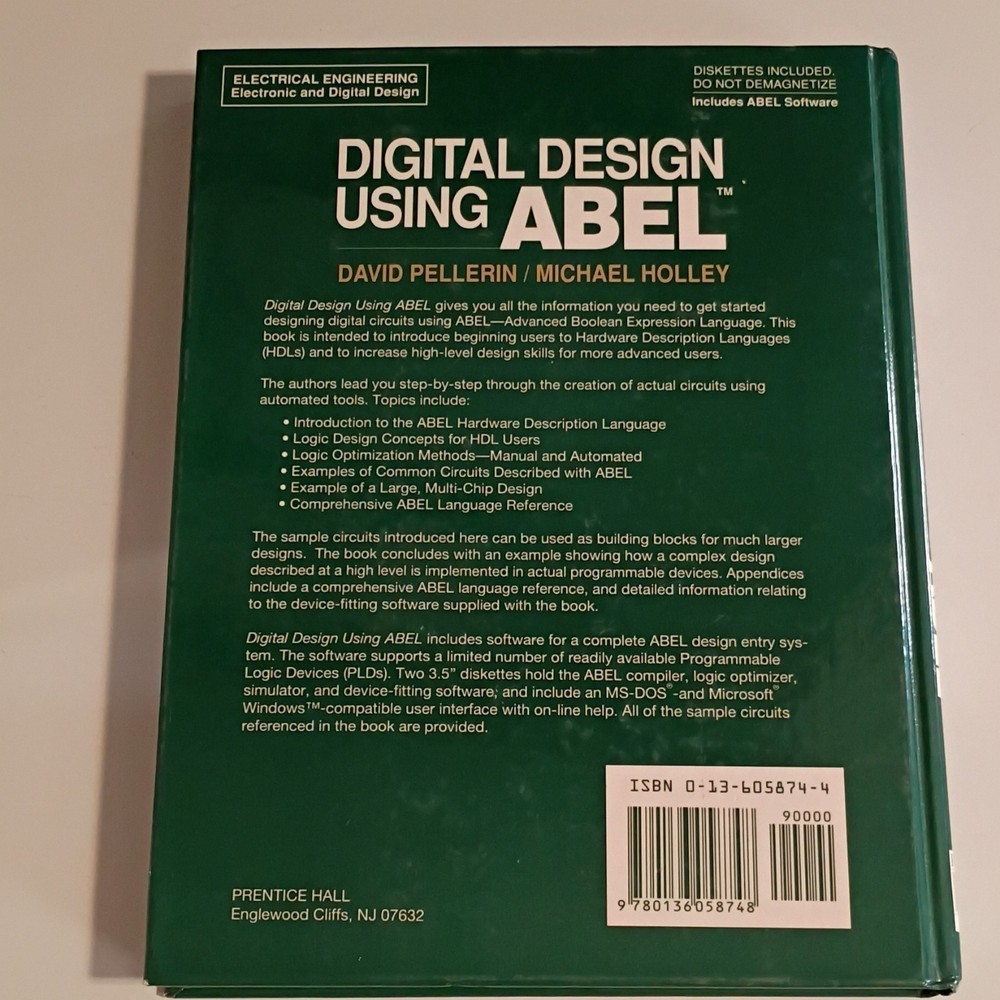 ELECTRICAL ENGINEERING
Electronic and Digital Design
DISKETTES INCLUDED.
DO NOT DEMAGNETIZE
Includes ABEL Software
DIGITAL DESIGN
USING ABEL™
DAVID PELLERIN / MICHAEL HOLLEY
Digital Design Using ABEL gives you all the information you need to get started
designing digital circuits using ABEL—Advanced Boolean Expression Language. This
book is intended to introduce beginning users to Hardware Description Languages
(HDLs) and to increase high-level design skills for more advanced users.
The authors lead you step-by-step through the creation of actual circuits using
automated tools. Topics include:
• Introduction to the ABEL Hardware Description Language
• Logic Design Concepts for HDL Users
• Logic Optimization Methods—Manual and Automated
• Examples of Common Circuits Described with ABEL
• Example of a Large, Multi-Chip Design
• Comprehensive ABEL Language Reference
The sample circuits introduced here can be used as building blocks for much larger
designs. The book concludes with an example showing how a complex design
described at a high level is implemented in actual programmable devices. Appendices
include a comprehensive ABEL language reference, and detailed information relating
to the device-fitting software supplied with the book.
Digital Design Using ABEL includes software for a complete ABEL design entry sys-
tem. The software supports a limited number of readily available Programmable
Logic Devices (PLDs). Two 3.5" diskettes hold the ABEL compiler, logic optimizer,
simulator, and device-fitting software, and include an MS-DOS®-and Microsoft®
Windows™-compatible user interface with on-line help. All of the sample circuits
referenced in the book are provided.
ISBN 0-13-605874-4
90000
9 780136 058748
PRENTICE HALL
Englewood Cliffs, NJ 07632